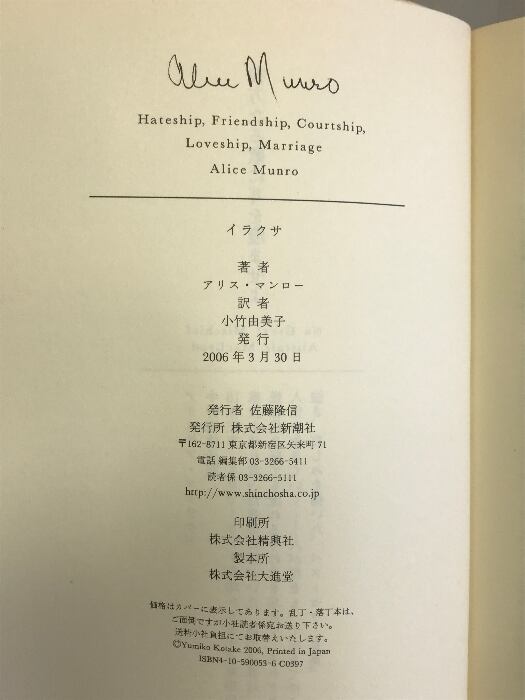 Alice Munro
Hateship, Friendship, Courtship,
Loveship, Marriage
Alice Munro
イラクサ
著者
アリス・マンロー
訳者
小竹由美子
発行
2006年3月30日
発行者 佐藤隆信
発行所 株式会社新潮社
〒162-8711 東京都新宿区矢来町71
電話 編集部 03-3266-5411
読者係 03-3266-5111
http://www.shinchosha.co.jp
印刷所
株式会社精興社
製本所
株式会社大進堂
価格はカバーに表示してあります。乱丁・落丁本は、
ご面倒ですが小社読者係宛お送り下さい。
送料小社負担にてお取替えいたします。
©Yumiko Kotake 2006, Printed in Japan
ISBN4-10-590053-6 C0397